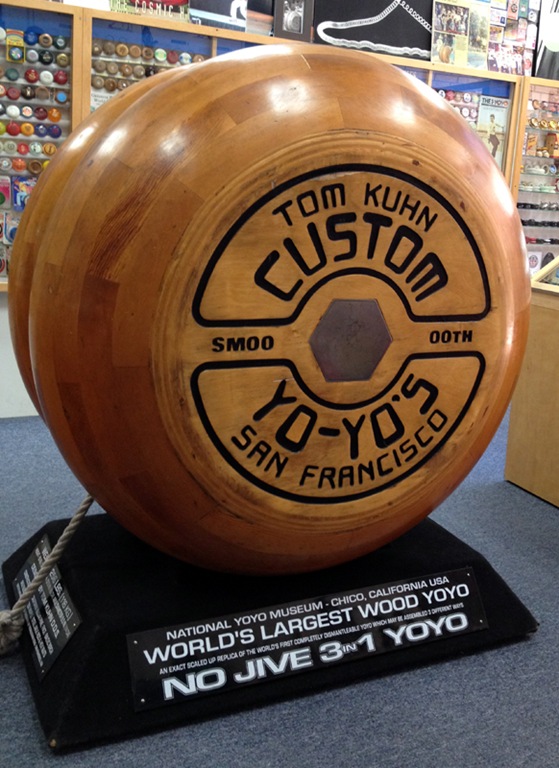 THE COSMIC
TOM KUHN
CUSTOM
SMOO OOTH
YO-YO'S
SAN FRANCISCO
NATIONAL YOYO MUSEUM - CHICO, CALIFORNIA USA
WORLD'S LARGEST WOOD YOYO
AN EXACT SCALED UP REPLICA OF THE WORLD'S FIRST COMPLETELY DISMANTLEABLE YOYO WHICH MAY BE ASSEMBLED 3 DIFFERENT WAYS
NO JIVE 3 IN 1 YOYO